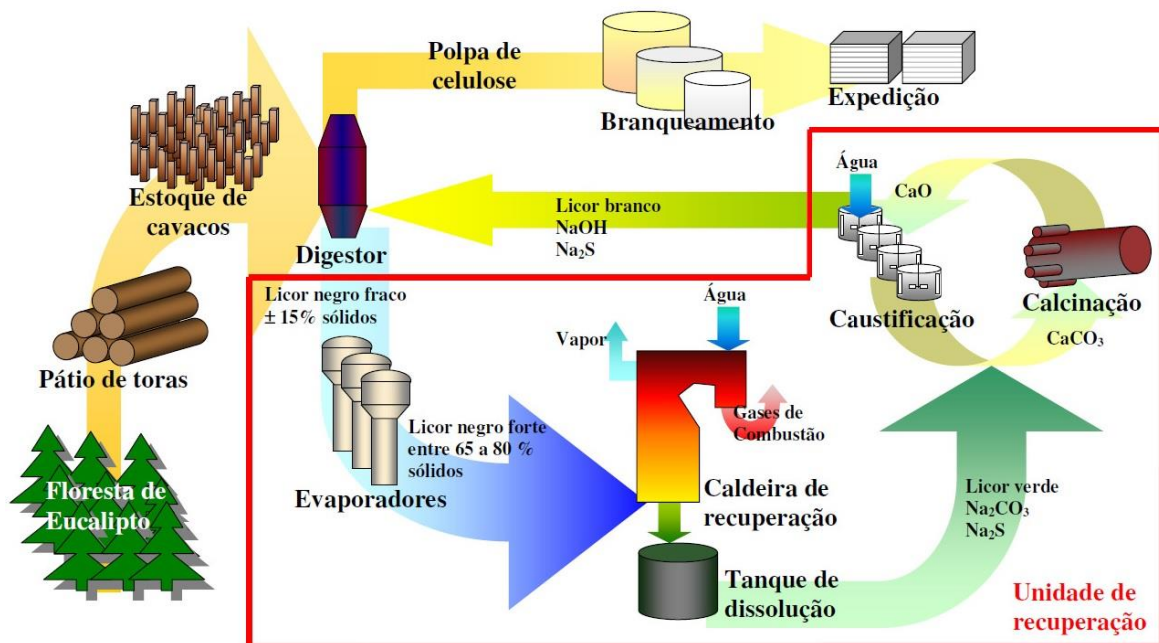 Polpa de
celulose
Branqueamento
Expedição
Estoque de
cavacos
Digestor
Licor branco
NaOH
Na₂S
Água
CaO
Caustificação
Calcinação
CaCO₃
Pátio de toras
Licor negro fraco
± 15% sólidos
Água
Vapor
Gases de
Combustão
Licor negro forte
entre 65 a 80 %
sólidos
Evaporadores
Caldeira de
recuperação
Floresta de
Eucalipto
Licor verde
Na₂CO₃
Na₂S
Tanque de
dissolução
Unidade de
recuperação